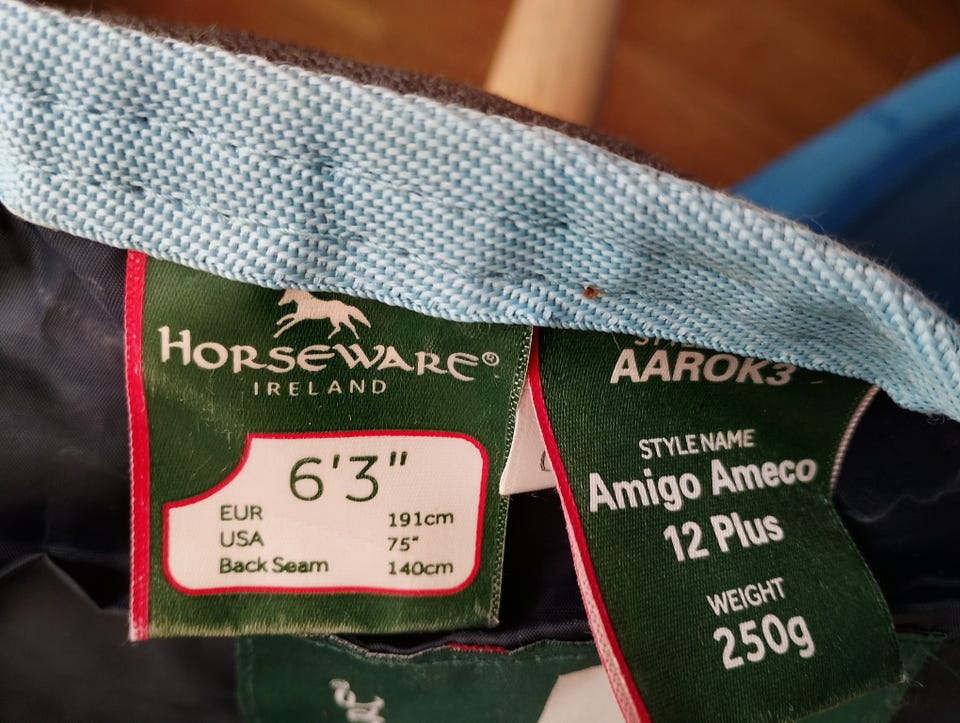 HORSEWARE®
IRELAND
6'3"
EUR 191cm
USA 75"
Back Seam 140cm
AAROK3
STYLE NAME
Amigo Ameco
12 Plus
WEIGHT
250g